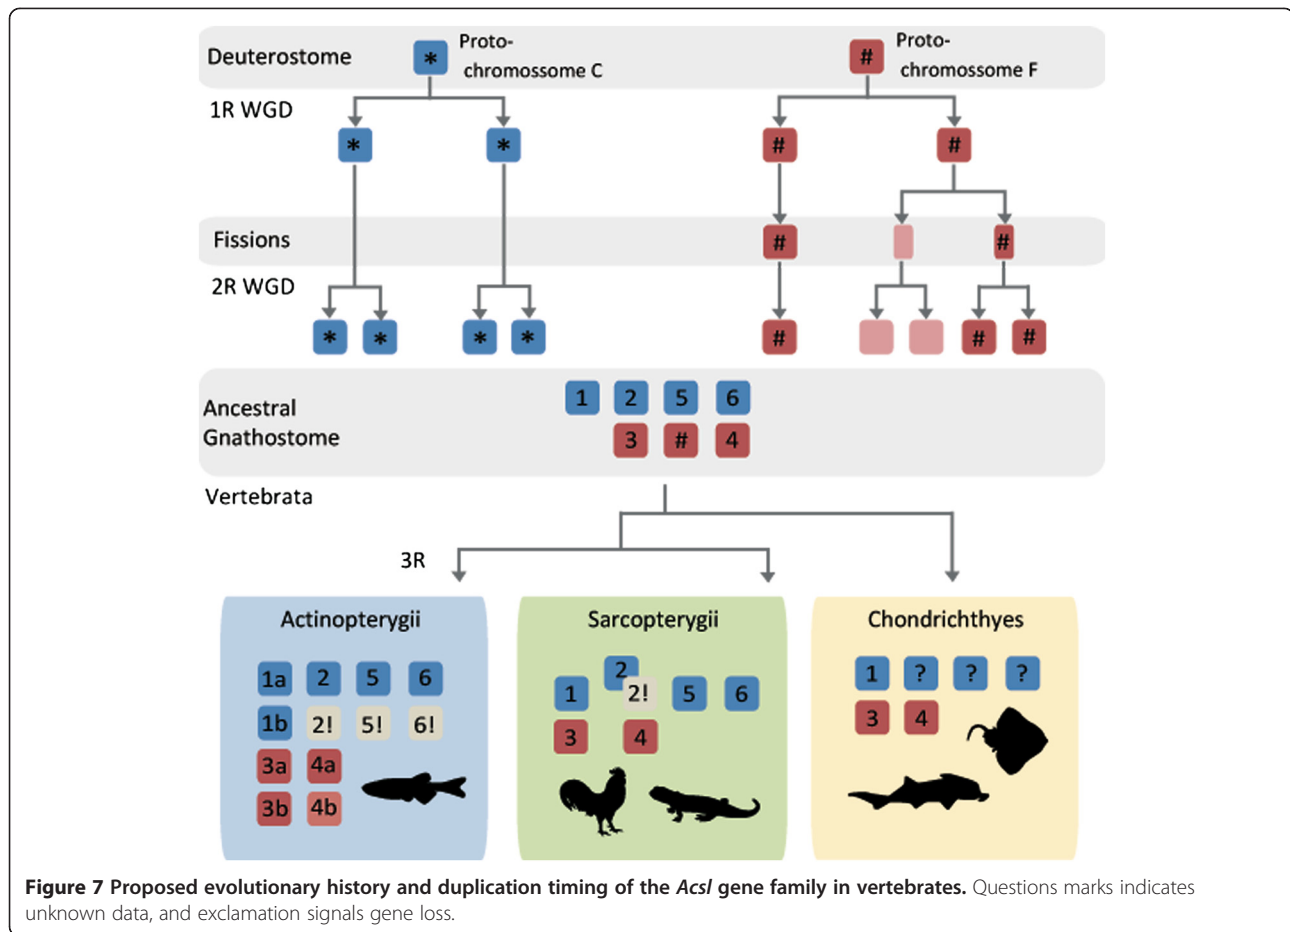 Deuterostome
*
Proto-
chromossome C
#
Proto-
chromossome F
1R WGD
* * # #
Fissions
# #
2R WGD
* * * * # # #
Ancestral
Gnathostome
1 2 5 6
3 # 4
Vertebrata
3R
Actinopterygii
1a 2 5 6
1b 2! 5! 6!
3a 4a
3b 4b
Sarcopterygii
2
1 2! 5 6
3 4
Chondrichthyes
1 ? ? ?
3 4
Figure 7 Proposed evolutionary history and duplication timing of the Acsl gene family in vertebrates. Questions marks indicates
unknown data, and exclamation signals gene loss.